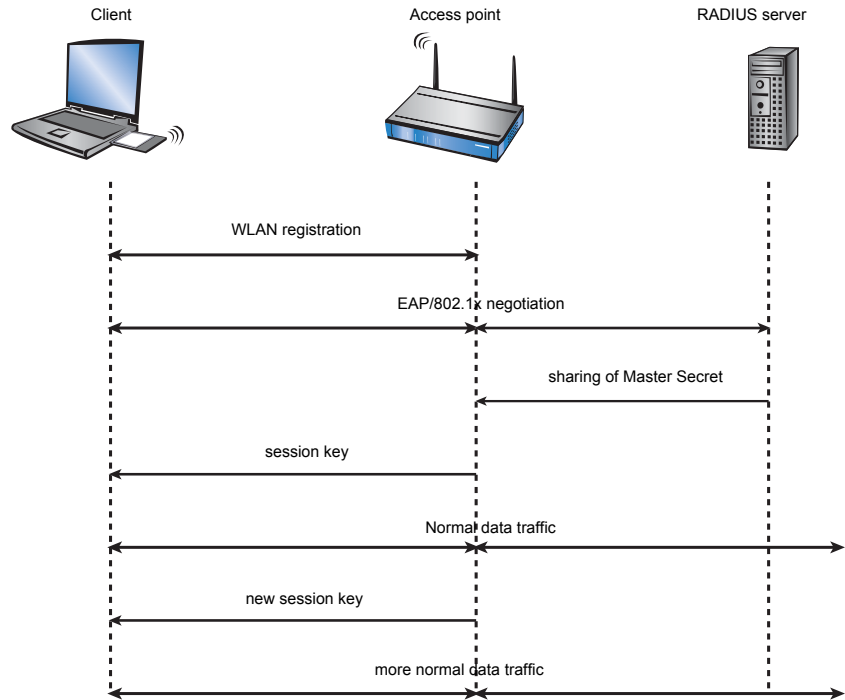 Client
Access point
RADIUS server
WLAN registration
EAP/802.1x negotiation
sharing of Master Secret
session key
Normal data traffic
new session key
more normal data traffic